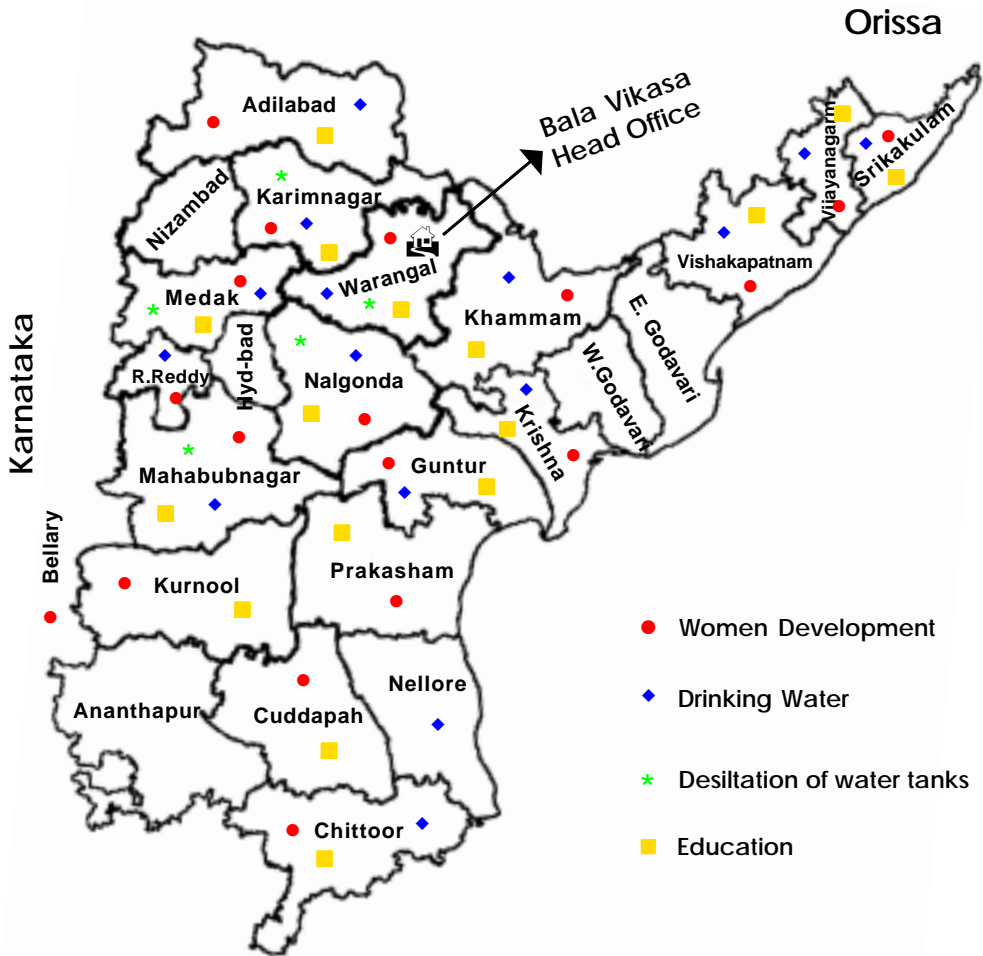 Orissa
Bala Vikasa
Head Office
Adilabad
Vijayanagarm
Srikakulam
Nizambad
Karimnagar
Warangal
Vishakapatnam
Medak
Khammam
E. Godavari
Karnataka
R.Reddy
Hyd-bad
Nalgonda
W.Godavari
Krishna
Mahabubnagar
Guntur
Bellary
Kurnool
Prakasham
Women Development
Ananthapur
Cuddapah
Nellore
Drinking Water
Desiltation of water tanks
Chittoor
Education